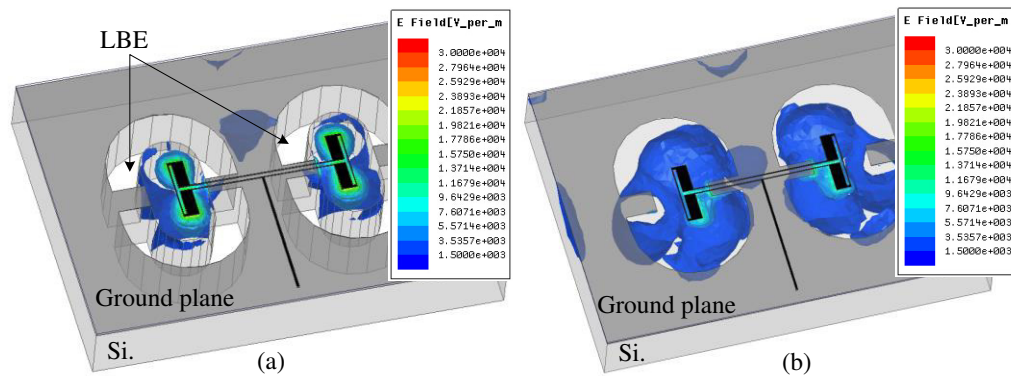 LBE
E Field[V_per_m
3.0000e+004
2.7964e+004
2.5929e+004
2.3893e+004
2.1857e+004
1.9821e+004
1.7786e+004
1.5750e+004
1.3714e+004
1.1679e+004
9.6429e+003
7.6071e+003
5.5714e+003
3.5357e+003
1.5000e+003
Ground plane
Si.
(a)
E Field[V_per_m
3.0000e+004
2.7964e+004
2.5929e+004
2.3893e+004
2.1857e+004
1.9821e+004
1.7786e+004
1.5750e+004
1.3714e+004
1.1679e+004
9.6429e+003
7.6071e+003
5.5714e+003
3.5357e+003
1.5000e+003
Ground plane
Si.
(b)